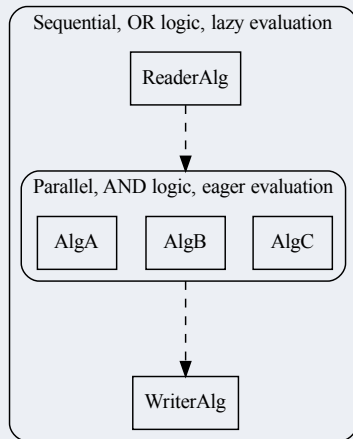 Sequential, OR logic, lazy evaluation
ReaderAlg
Parallel, AND logic, eager evaluation
AlgA
AlgB
AlgC
WriterAlg